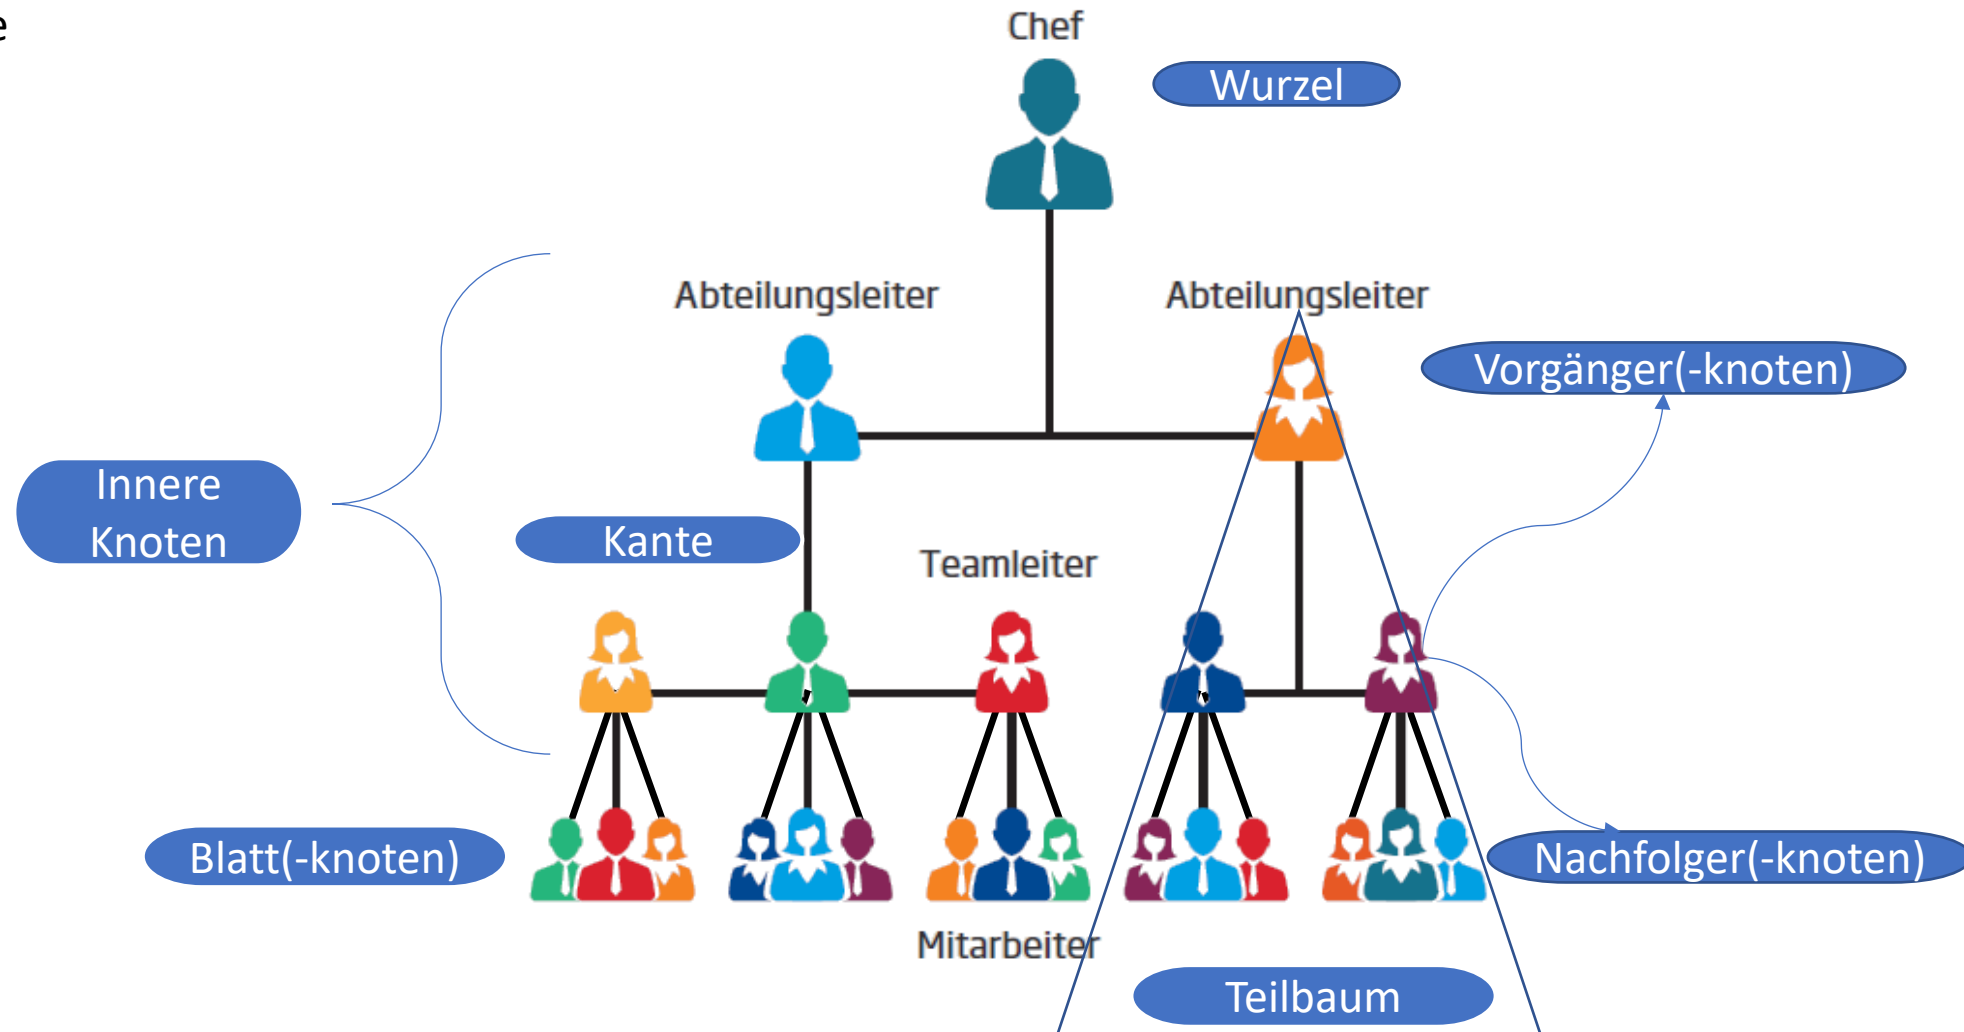 e
Chef
Wurzel
Abteilungsleiter
Abteilungsleiter
Vorgänger(-knoten)
Innere
Knoten
Kante
Teamleiter
Blatt(-knoten)
Nachfolger(-knoten)
Mitarbeiter
Teilbaum